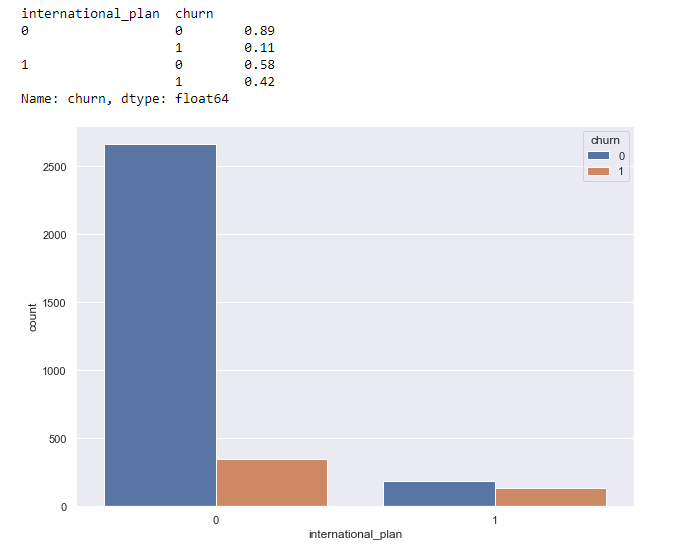 international_plan  churn
0                   0        0.89
                    1        0.11
1                   0        0.58
                    1        0.42
Name: churn, dtype: float64
churn
0
1
2500
2000
1500
1000
500
0
count
0 1
international_plan